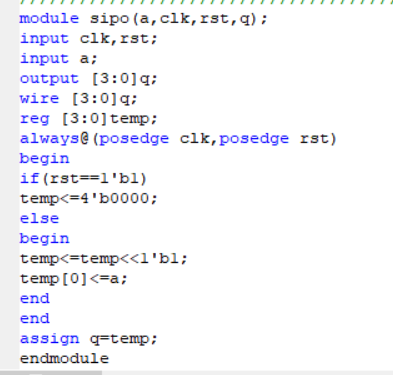 module sipo(a,clk,rst,q);
input clk,rst;
input a;
output [3:0]q;
wire [3:0]q;
reg [3:0]temp;
always@(posedge clk,posedge rst)
begin
if(rst==1'b1)
temp<=4'b0000;
else
begin
temp<=temp<<1'b1;
temp[0]<=a;
end
end
assign q=temp;
endmodule